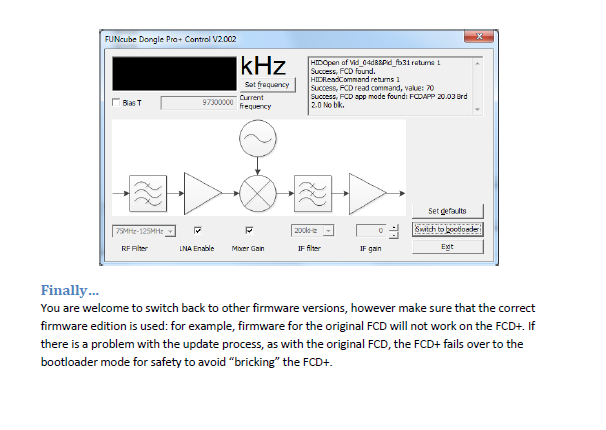 FUNcube Dongle Pro+ Control V2.002
X
kHz
Set frequency
Bias T
97300000
Current
frequency
HIDOpen of Vid_04d8&Pid_fb31 returns 1
Success, FCD found.
HIDReadCommand returns 1
Success, FCD read command, value: 70
Success, FCD app mode found: FCDAPP 20.03 Brd
2.0 No blk.
Set defaults
75MHz-125MHz
200kHz
0
Switch to bootloader
RF Filter
LNA Enable
Mixer Gain
IF filter
IF gain
Exit
Finally...
You are welcome to switch back to other firmware versions, however make sure that the correct
firmware edition is used: for example, firmware for the original FCD will not work on the FCD+. If
there is a problem with the update process, as with the original FCD, the FCD+ fails over to the
bootloader mode for safety to avoid “bricking” the FCD+.